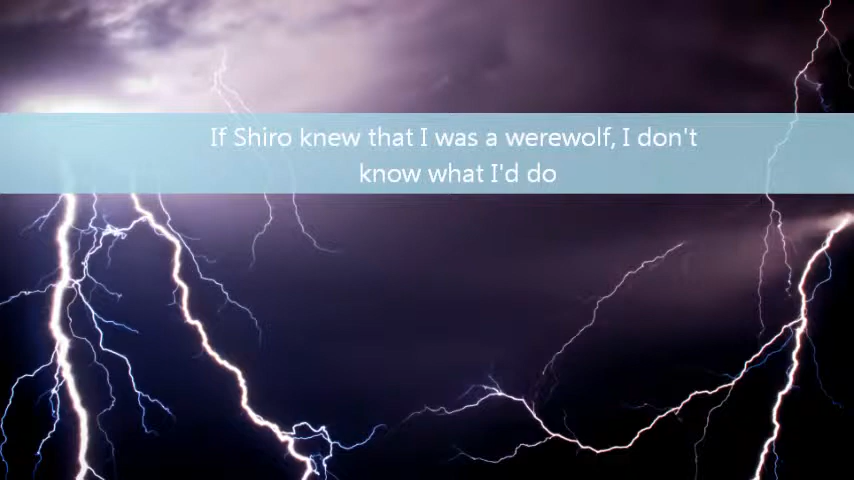 If Shiro knew that I was a werewolf, I don't
know what I'd do